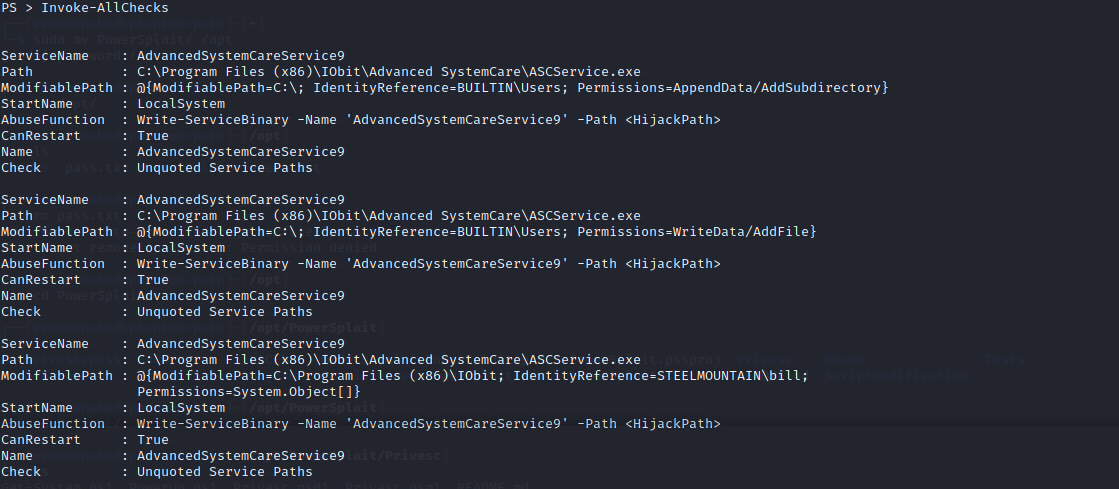 PS > Invoke-AllChecks
ServiceName    : AdvancedSystemCareService9
Path           : C:\Program Files (x86)\IObit\Advanced SystemCare\ASCService.exe
ModifiablePath : @{ModifiablePath=C:\; IdentityReference=BUILTIN\Users; Permissions=AppendData/AddSubdirectory}
StartName      : LocalSystem
AbuseFunction  : Write-ServiceBinary -Name 'AdvancedSystemCareService9' -Path <HijackPath>
CanRestart     : True
Name           : AdvancedSystemCareService9
Check          : Unquoted Service Paths
ServiceName    : AdvancedSystemCareService9
Path           : C:\Program Files (x86)\IObit\Advanced SystemCare\ASCService.exe
ModifiablePath : @{ModifiablePath=C:\; IdentityReference=BUILTIN\Users; Permissions=WriteData/AddFile}
StartName      : LocalSystem
AbuseFunction  : Write-ServiceBinary -Name 'AdvancedSystemCareService9' -Path <HijackPath>
CanRestart     : True
Name           : AdvancedSystemCareService9
Check          : Unquoted Service Paths
ServiceName    : AdvancedSystemCareService9
Path           : C:\Program Files (x86)\IObit\Advanced SystemCare\ASCService.exe
ModifiablePath : @{ModifiablePath=C:\Program Files (x86)\IObit; IdentityReference=STEELMOUNTAIN\bill;
                 Permissions=System.Object[]}
StartName      : LocalSystem
AbuseFunction  : Write-ServiceBinary -Name 'AdvancedSystemCareService9' -Path <HijackPath>
CanRestart     : True
Name           : AdvancedSystemCareService9
Check          : Unquoted Service Paths